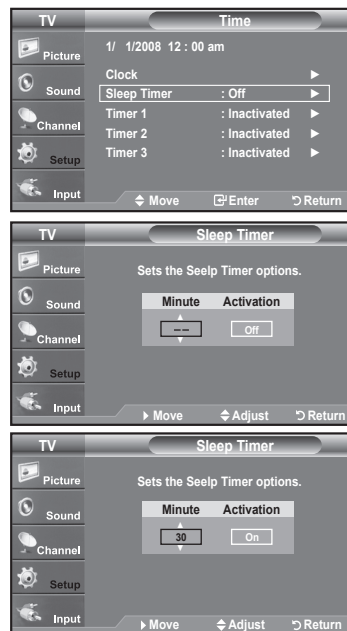 TV Time
Picture
Sound
Channel
Setup
Input
1/ 1/2008 12 : 00 am
Clock ►
Sleep Timer : Off ►
Timer 1 : Inactivated ►
Timer 2 : Inactivated ►
Timer 3 : Inactivated ►
Move Enter Return
TV Sleep Timer
Picture
Sound
Channel
Setup
Input
Sets the Seelp Timer options.
Minute Activation
-- Off
Move Adjust Return
TV Sleep Timer
Picture
Sound
Channel
Setup
Input
Sets the Seelp Timer options.
Minute Activation
30 On
Move Adjust Return